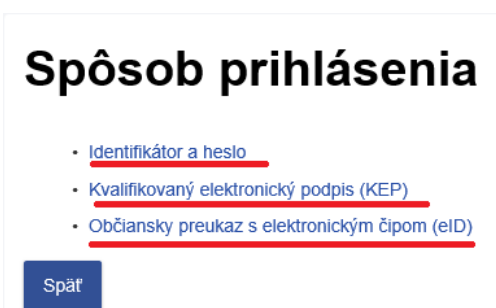 Spôsob prihlásenia
Identifikátor a heslo
Kvalifikovaný elektronický podpis (KEP)
Občiansky preukaz s elektronickým čipom (eID)
Späť